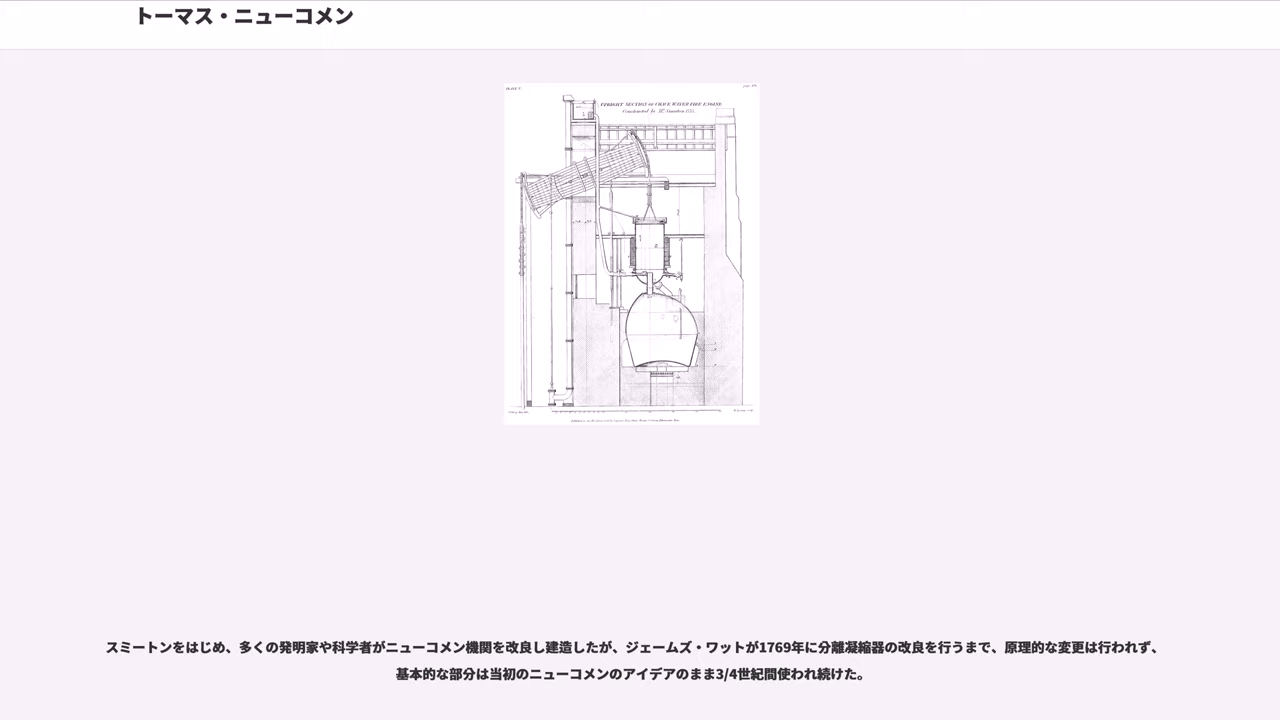 トーマス・ニューコメン
UPRIGHT SECTION OF CHACE WATER FIRE ENGINE
Constructed by Mr. Smeaton 1775.
スミートンをはじめ、多くの発明家や科学者がニューコメン機関を改良し建造したが、ジェームズ・ワットが1769年に分離凝縮器の改良を行うまで、原理的な変更は行われず、
基本的な部分は当初のニューコメンのアイデアのまま3/4世紀間使われ続けた。